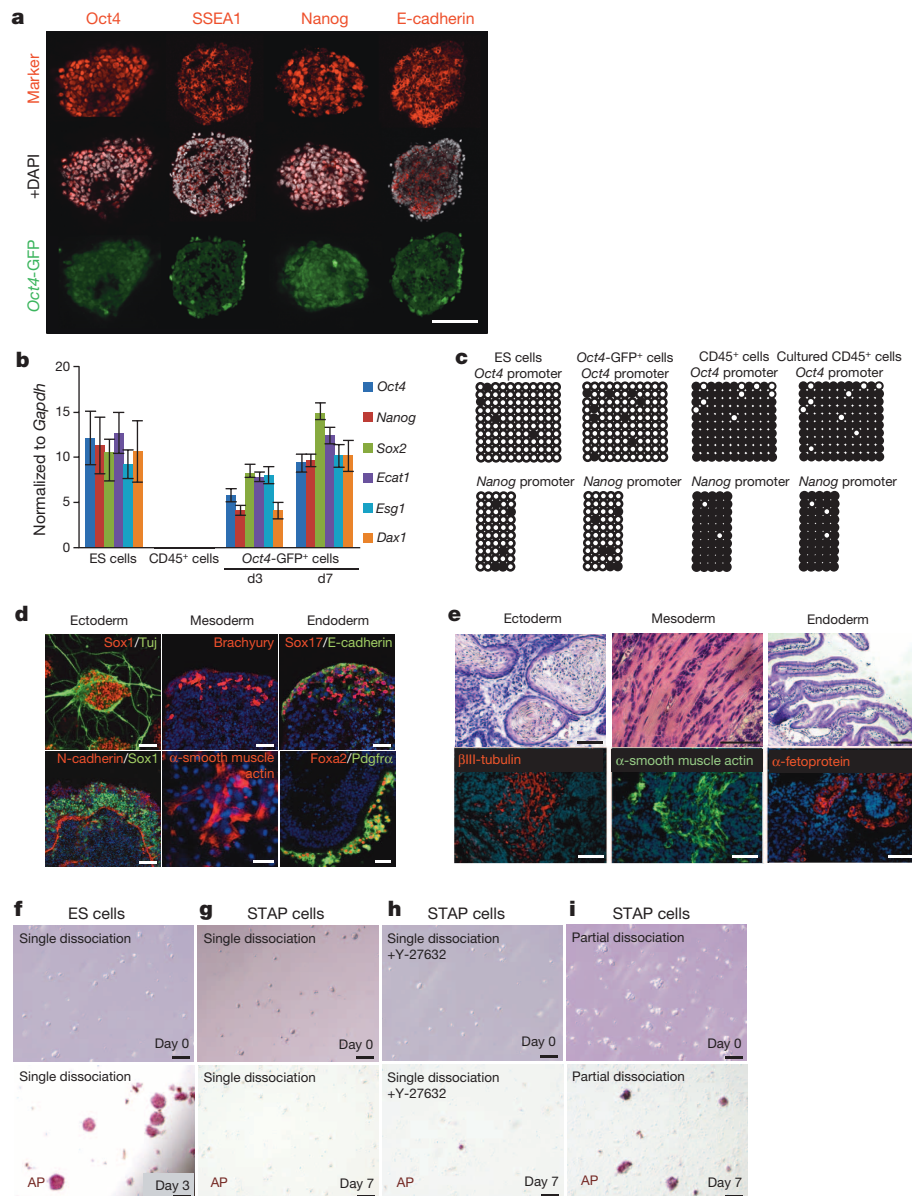 a
Oct4 SSEA1 Nanog E-cadherin
Marker
+DAPI
Oct4-GFP
b
Normalized to Gapdh
20
15
10
5
0
ES cells CD45+ cells Oct4-GFP+ cells
d3 d7
Oct4
Nanog
Sox2
Ecat1
Esg1
Dax1
c
ES cells Oct4-GFP+ cells CD45+ cells Cultured CD45+ cells
Oct4 promoter Oct4 promoter Oct4 promoter Oct4 promoter
Nanog promoter Nanog promoter Nanog promoter Nanog promoter
d
Ectoderm Mesoderm Endoderm
Sox1/Tuj Brachyury Sox17/E-cadherin
N-cadherin/Sox1 α-smooth muscle actin Foxa2/Pdgfrα
e
Ectoderm Mesoderm Endoderm
βIII-tubulin α-smooth muscle actin α-fetoprotein
f ES cells g STAP cells h STAP cells i STAP cells
Single dissociation Single dissociation Single dissociation Partial dissociation
+Y-27632
Day 0 Day 0 Day 0 Day 0
Single dissociation Single dissociation Single dissociation Partial dissociation
+Y-27632
AP Day 3 AP Day 7 AP Day 7 AP Day 7